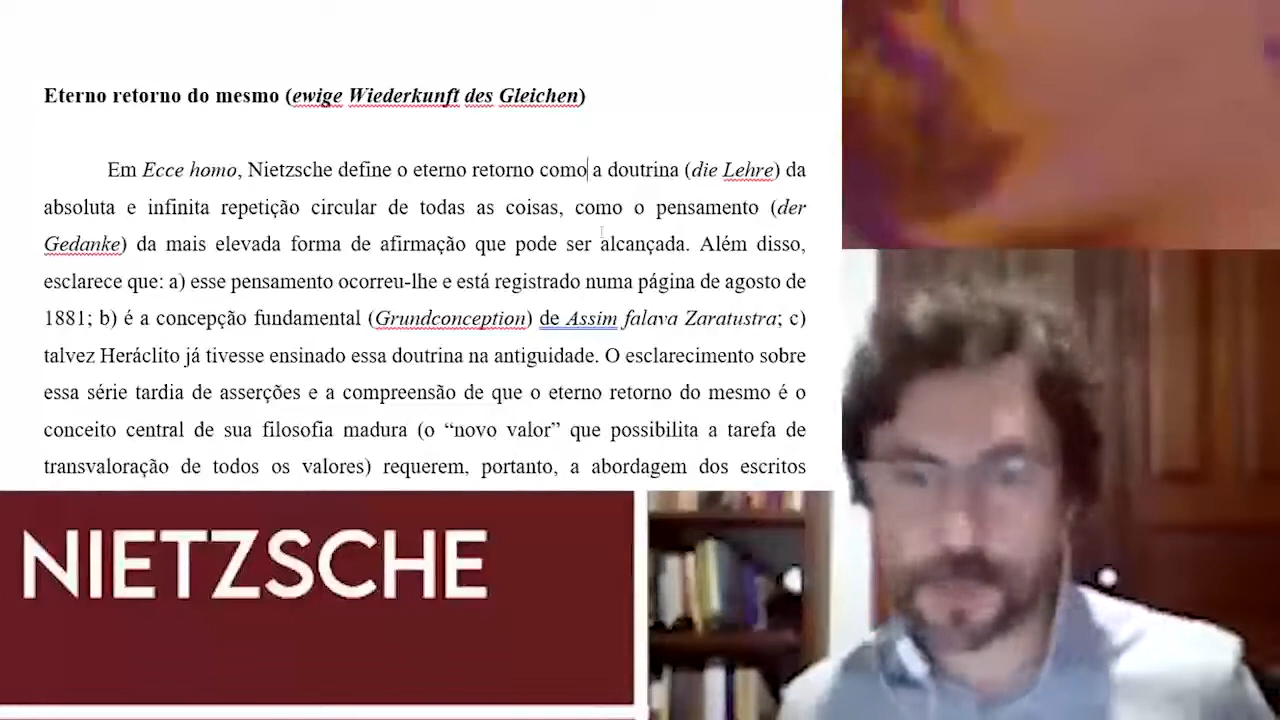 Eterno retorno do mesmo (ewige Wiederkunft des Gleichen)
Em Ecce homo, Nietzsche define o eterno retorno como a doutrina (die Lehre) da
absoluta e infinita repetição circular de todas as coisas, como o pensamento (der
Gedanke) da mais elevada forma de afirmação que pode ser alcançada. Além disso,
esclarece que: a) esse pensamento ocorreu-lhe e está registrado numa página de agosto de
1881; b) é a concepção fundamental (Grundconception) de Assim falava Zaratustra; c)
talvez Heráclito já tivesse ensinado essa doutrina na antiguidade. O esclarecimento sobre
essa série tardia de asserções e a compreensão de que o eterno retorno do mesmo é o
conceito central de sua filosofia madura (o “novo valor” que possibilita a tarefa de
transvaloração de todos os valores) requerem, portanto, a abordagem dos escritos
NIETZSCHE